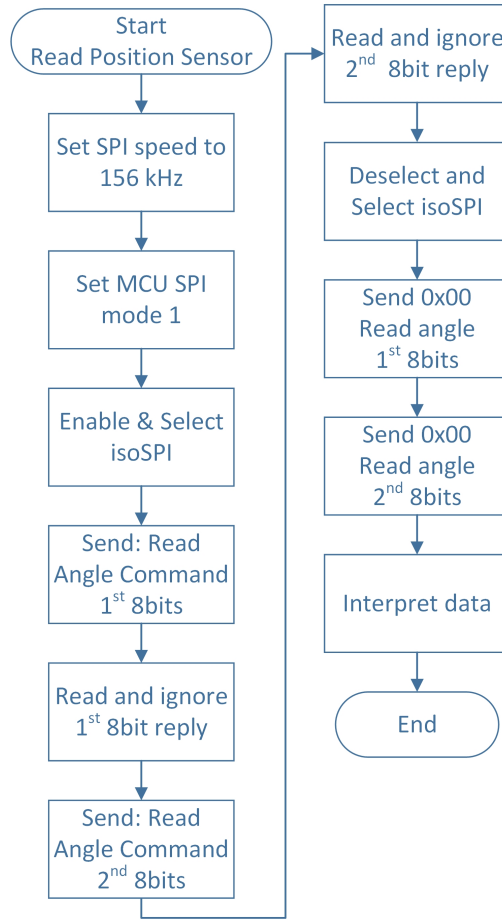 Start
Read Position Sensor
Set SPI speed to
156 kHz
Set MCU SPI
mode 1
Enable & Select
isoSPI
Send: Read
Angle Command
1st 8bits
Read and ignore
1st 8bit reply
Send: Read
Angle Command
2nd 8bits
Read and ignore
2nd 8bit reply
Deselect and
Select isoSPI
Send 0x00
Read angle
1st 8bits
Send 0x00
Read angle
2nd 8bits
Interpret data
End